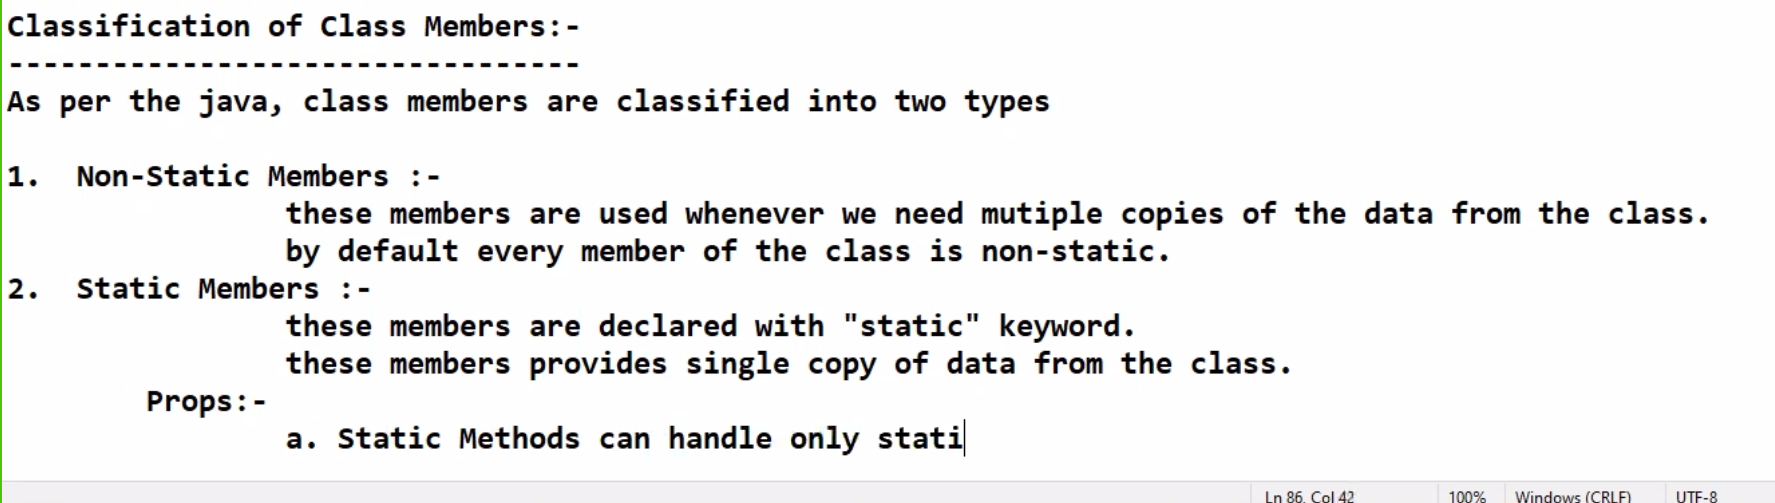 Classification of Class Members:-
---------------------------------
As per the java, class members are classified into two types
1. Non-Static Members :-
these members are used whenever we need mutiple copies of the data from the class.
by default every member of the class is non-static.
2. Static Members :-
these members are declared with "static" keyword.
these members provides single copy of data from the class.
Props:-
a. Static Methods can handle only stati
Ln 86, Col 42 100% Windows (CRLF) UTF-8